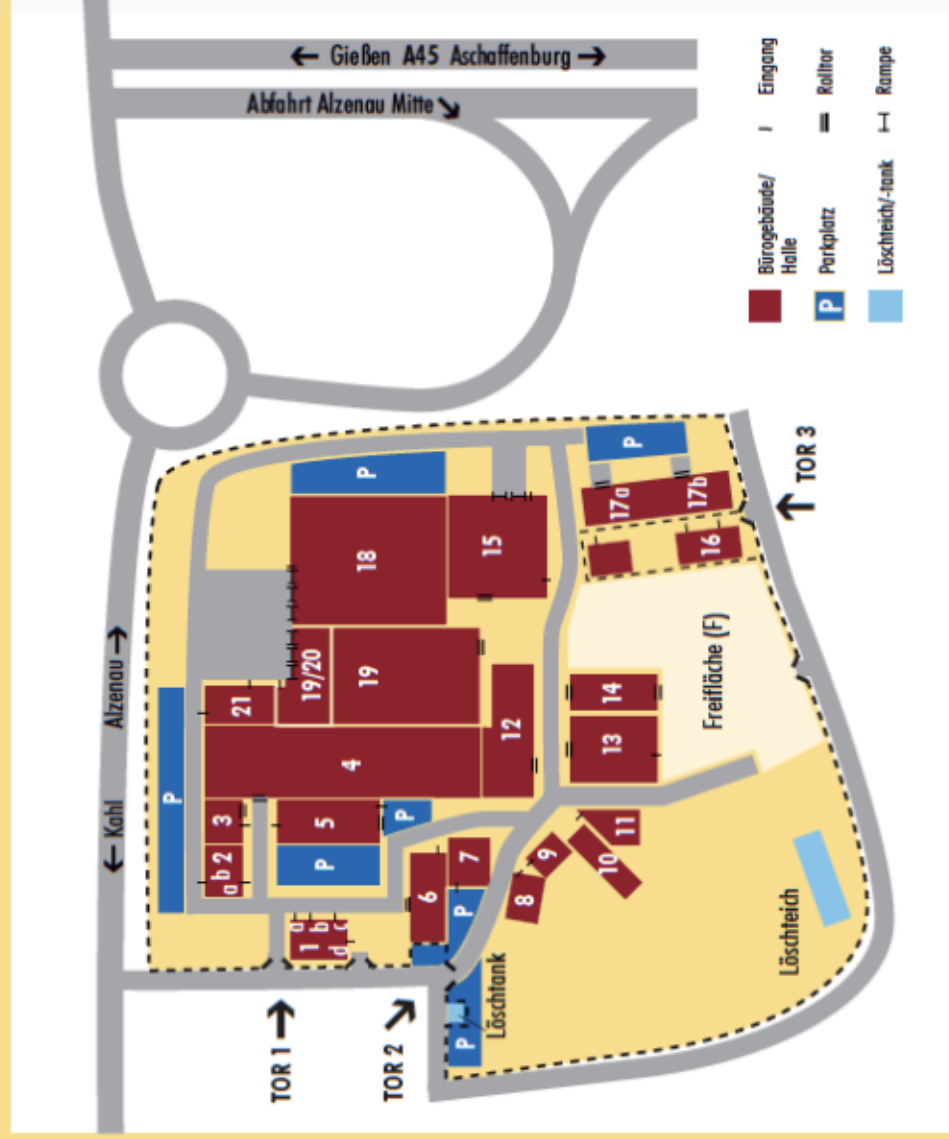 ← Gießen A45 Aschaffenburg →
Abfahrt Alzenau Mitte ↘
Eingang
Rolltor
Rampe
Bürogebäude/
Halle
P Parkplatz
Löschteich/-tank
← Kahl Alzenau →
P
P
18
15
P
17a
17b
16
TOR 3
19/20
19
21
4
12
14
13
Freifläche (F)
3
2
a
b
5
P
P
1
a
b
c
d
6
7
P
8
9
10
11
P
Löschtank
Löschteich
TOR 1
TOR 2